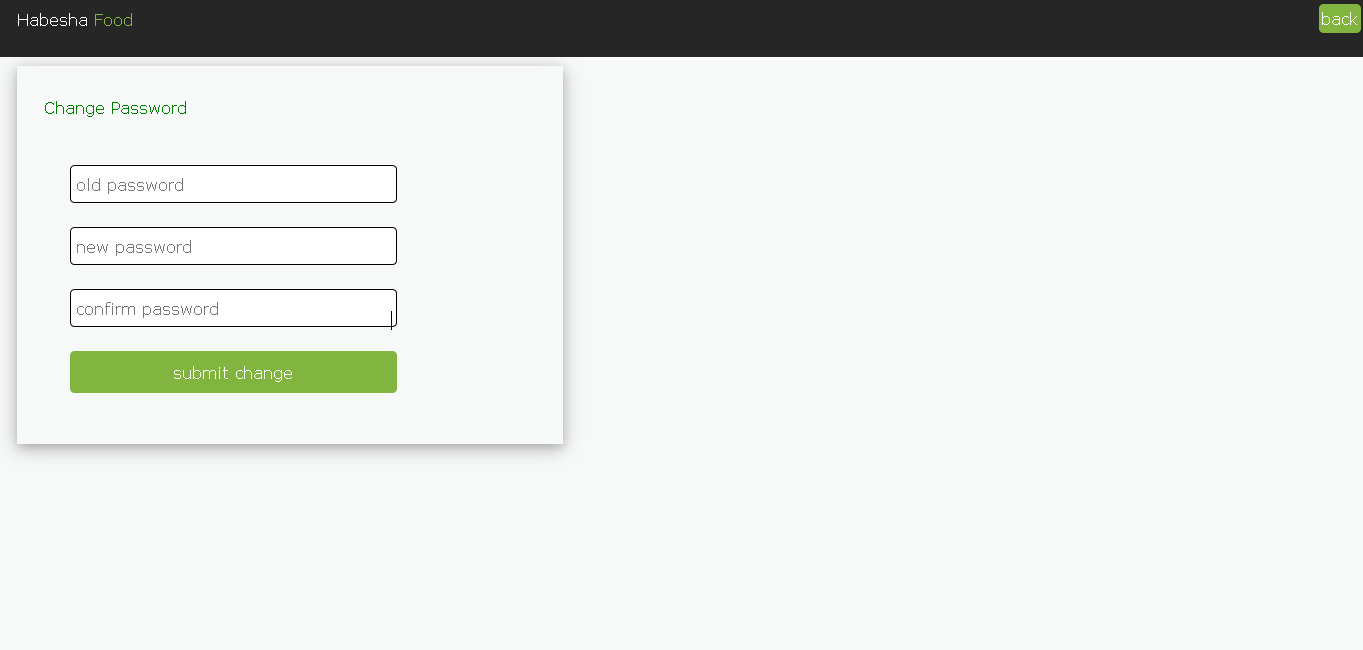 Habesha Food
back
Change Password
old password
new password
confirm password
submit change